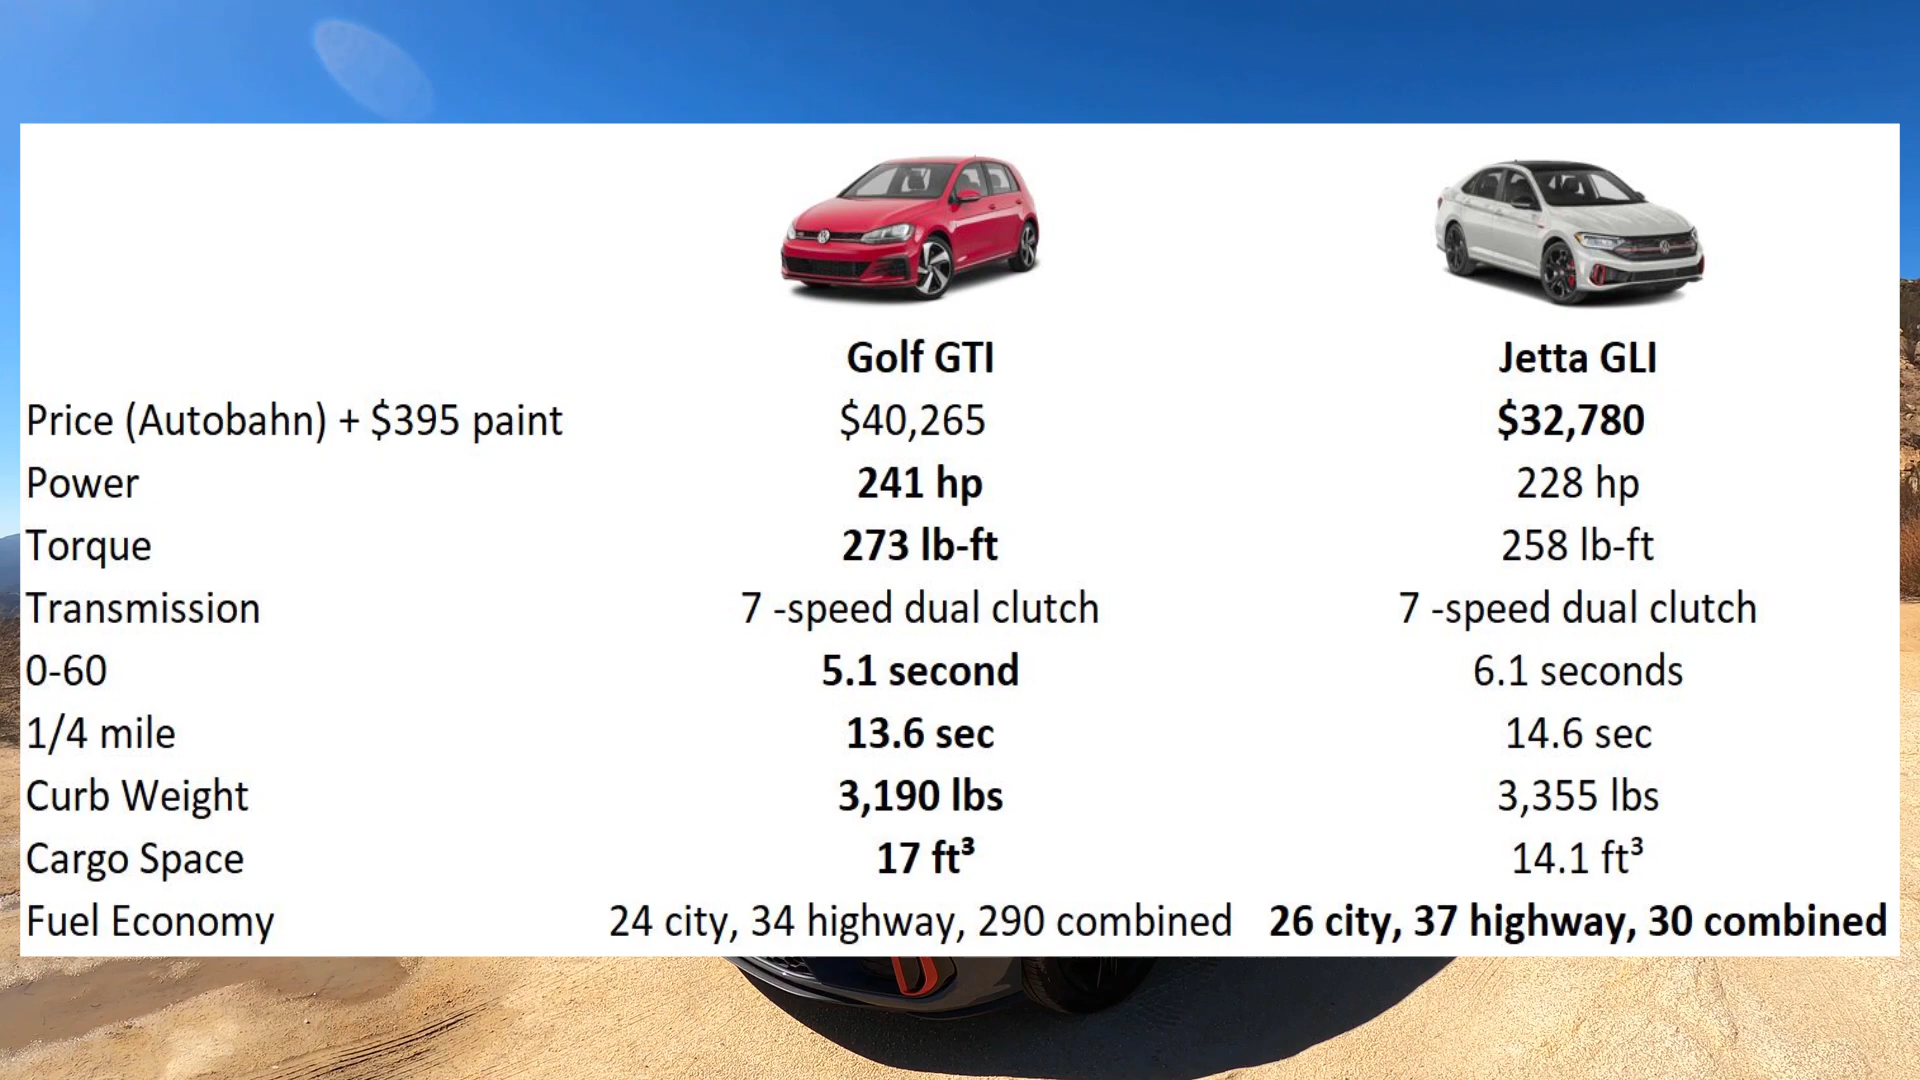 Golf GTI Jetta GLI
Price (Autobahn) + $395 paint $40,265 $32,780
Power 241 hp 228 hp
Torque 273 lb-ft 258 lb-ft
Transmission 7 -speed dual clutch 7 -speed dual clutch
0-60 5.1 second 6.1 seconds
1/4 mile 13.6 sec 14.6 sec
Curb Weight 3,190 lbs 3,355 lbs
Cargo Space 17 ft³ 14.1 ft³
Fuel Economy 24 city, 34 highway, 290 combined 26 city, 37 highway, 30 combined